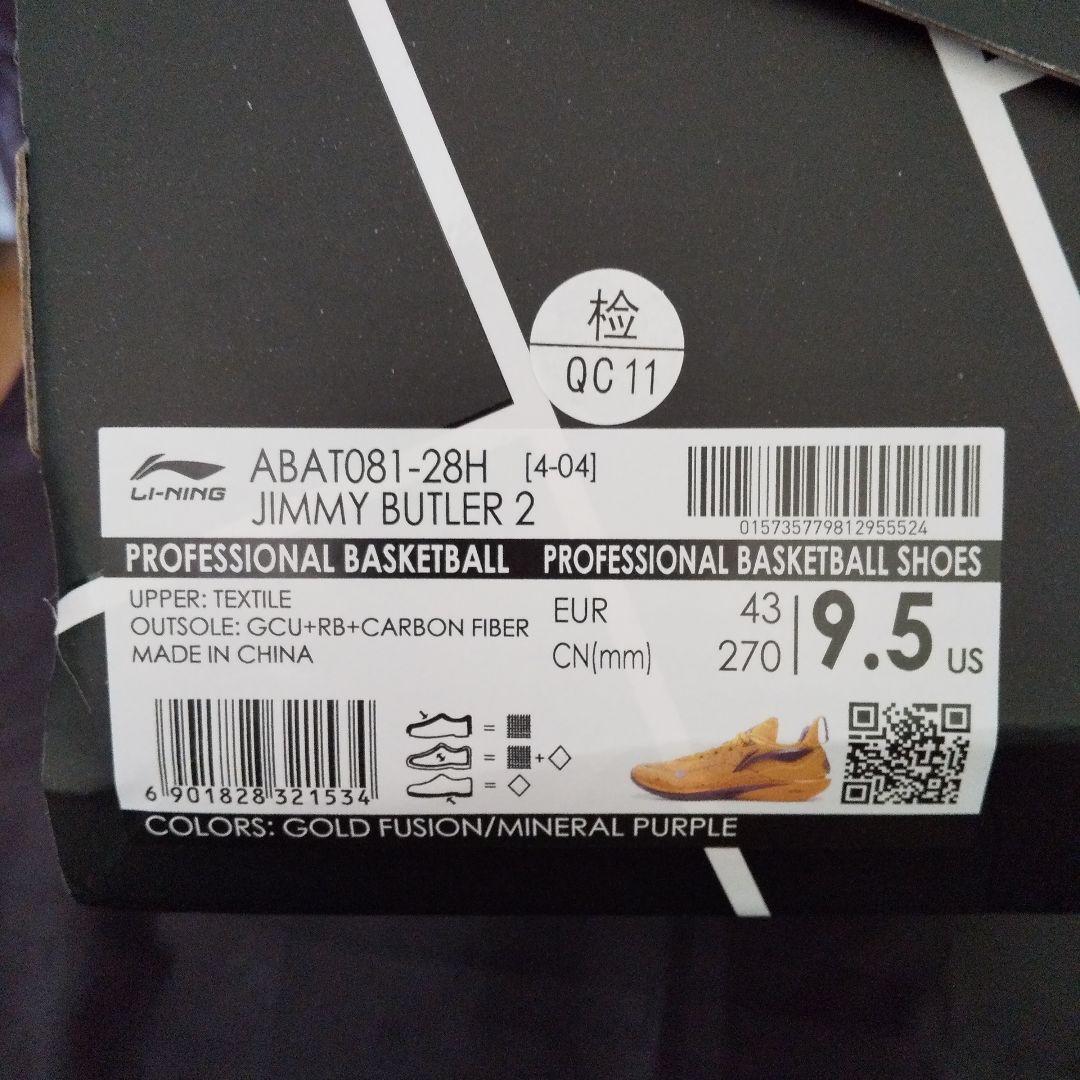 检
QC 11
LI-NING
ABAT081-28H [4-04]
JIMMY BUTLER 2
015735779812955524
PROFESSIONAL BASKETBALL PROFESSIONAL BASKETBALL SHOES
UPPER: TEXTILE
OUTSOLE: GCU+RB+CARBON FIBER
MADE IN CHINA
EUR 43
CN(mm) 270
9.5 US
=
= +
=
6 901828 321534
COLORS: GOLD FUSION/MINERAL PURPLE